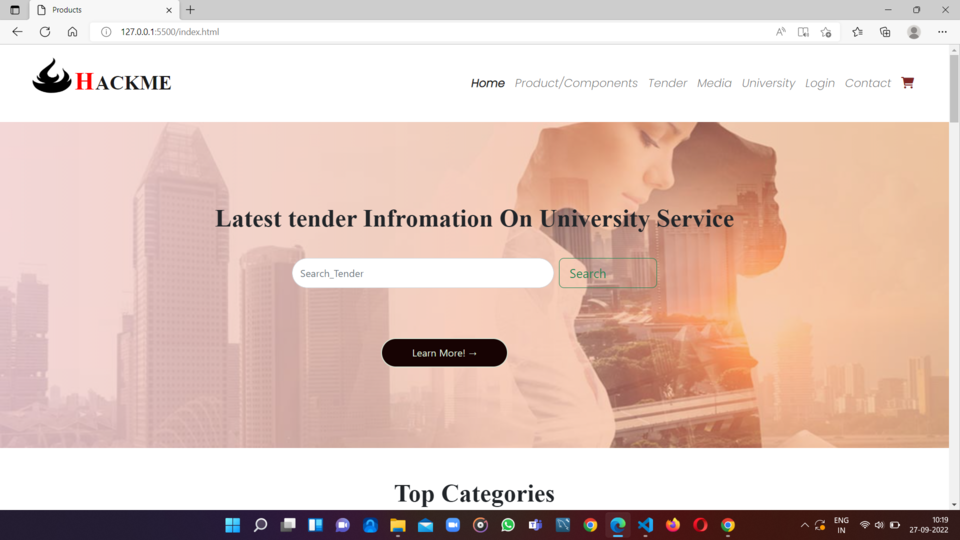 Products
127.0.0.1:5500/index.html
HACKME
Home Product/Components Tender Media University Login Contact
Latest tender Infromation On University Service
Search_Tender Search
Learn More! →
Top Categories
ENG
IN
10:19
27-09-2022